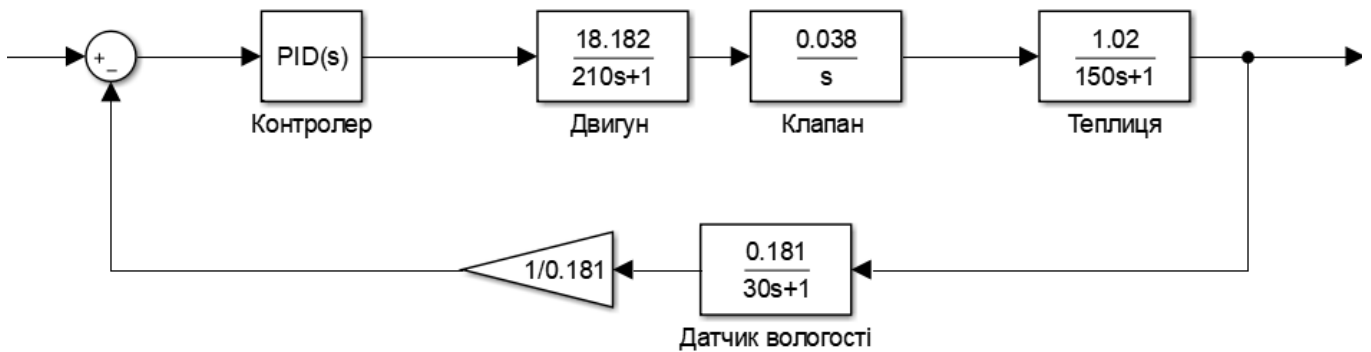 +
−
PID(s)
Контролер
18.182
210s+1
Двигун
0.038
s
Клапан
1.02
150s+1
Теплиця
1/0.181
0.181
30s+1
Датчик вологості